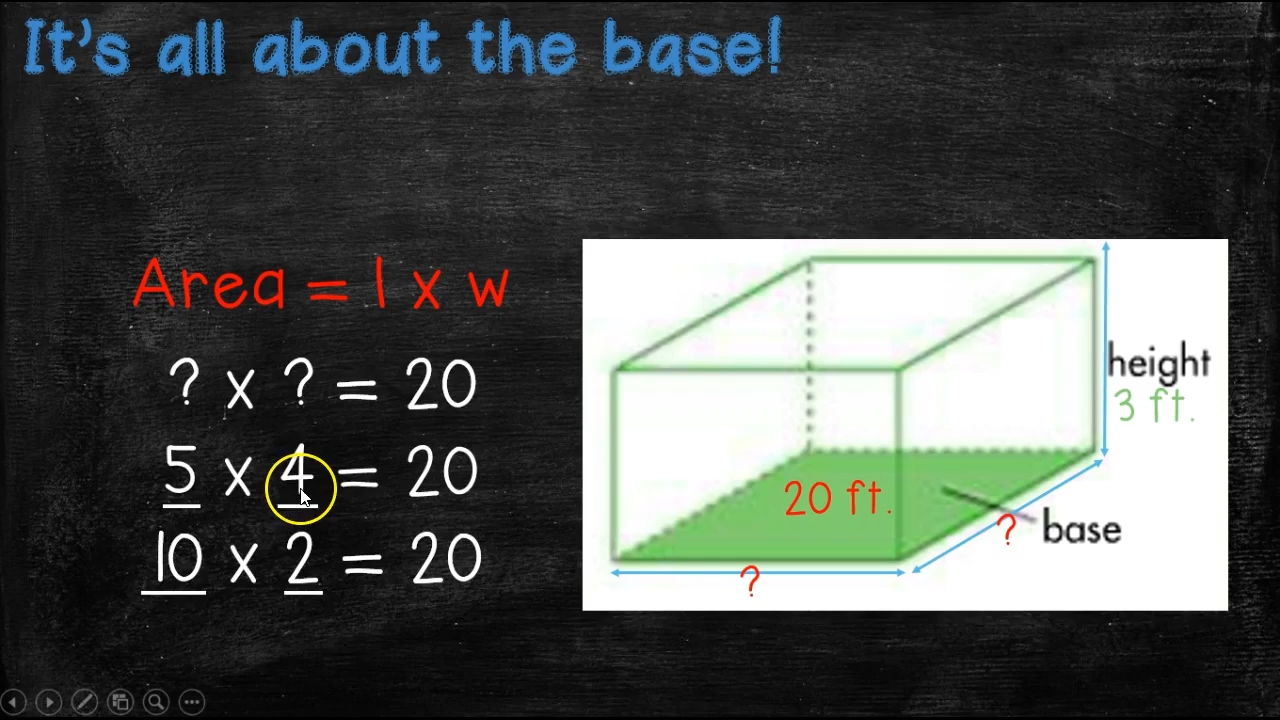 It's all about the base!
Area = l x w
? x ? = 20
5 x 4 = 20
10 x 2 = 20
height
3 ft.
20 ft.
? base
?